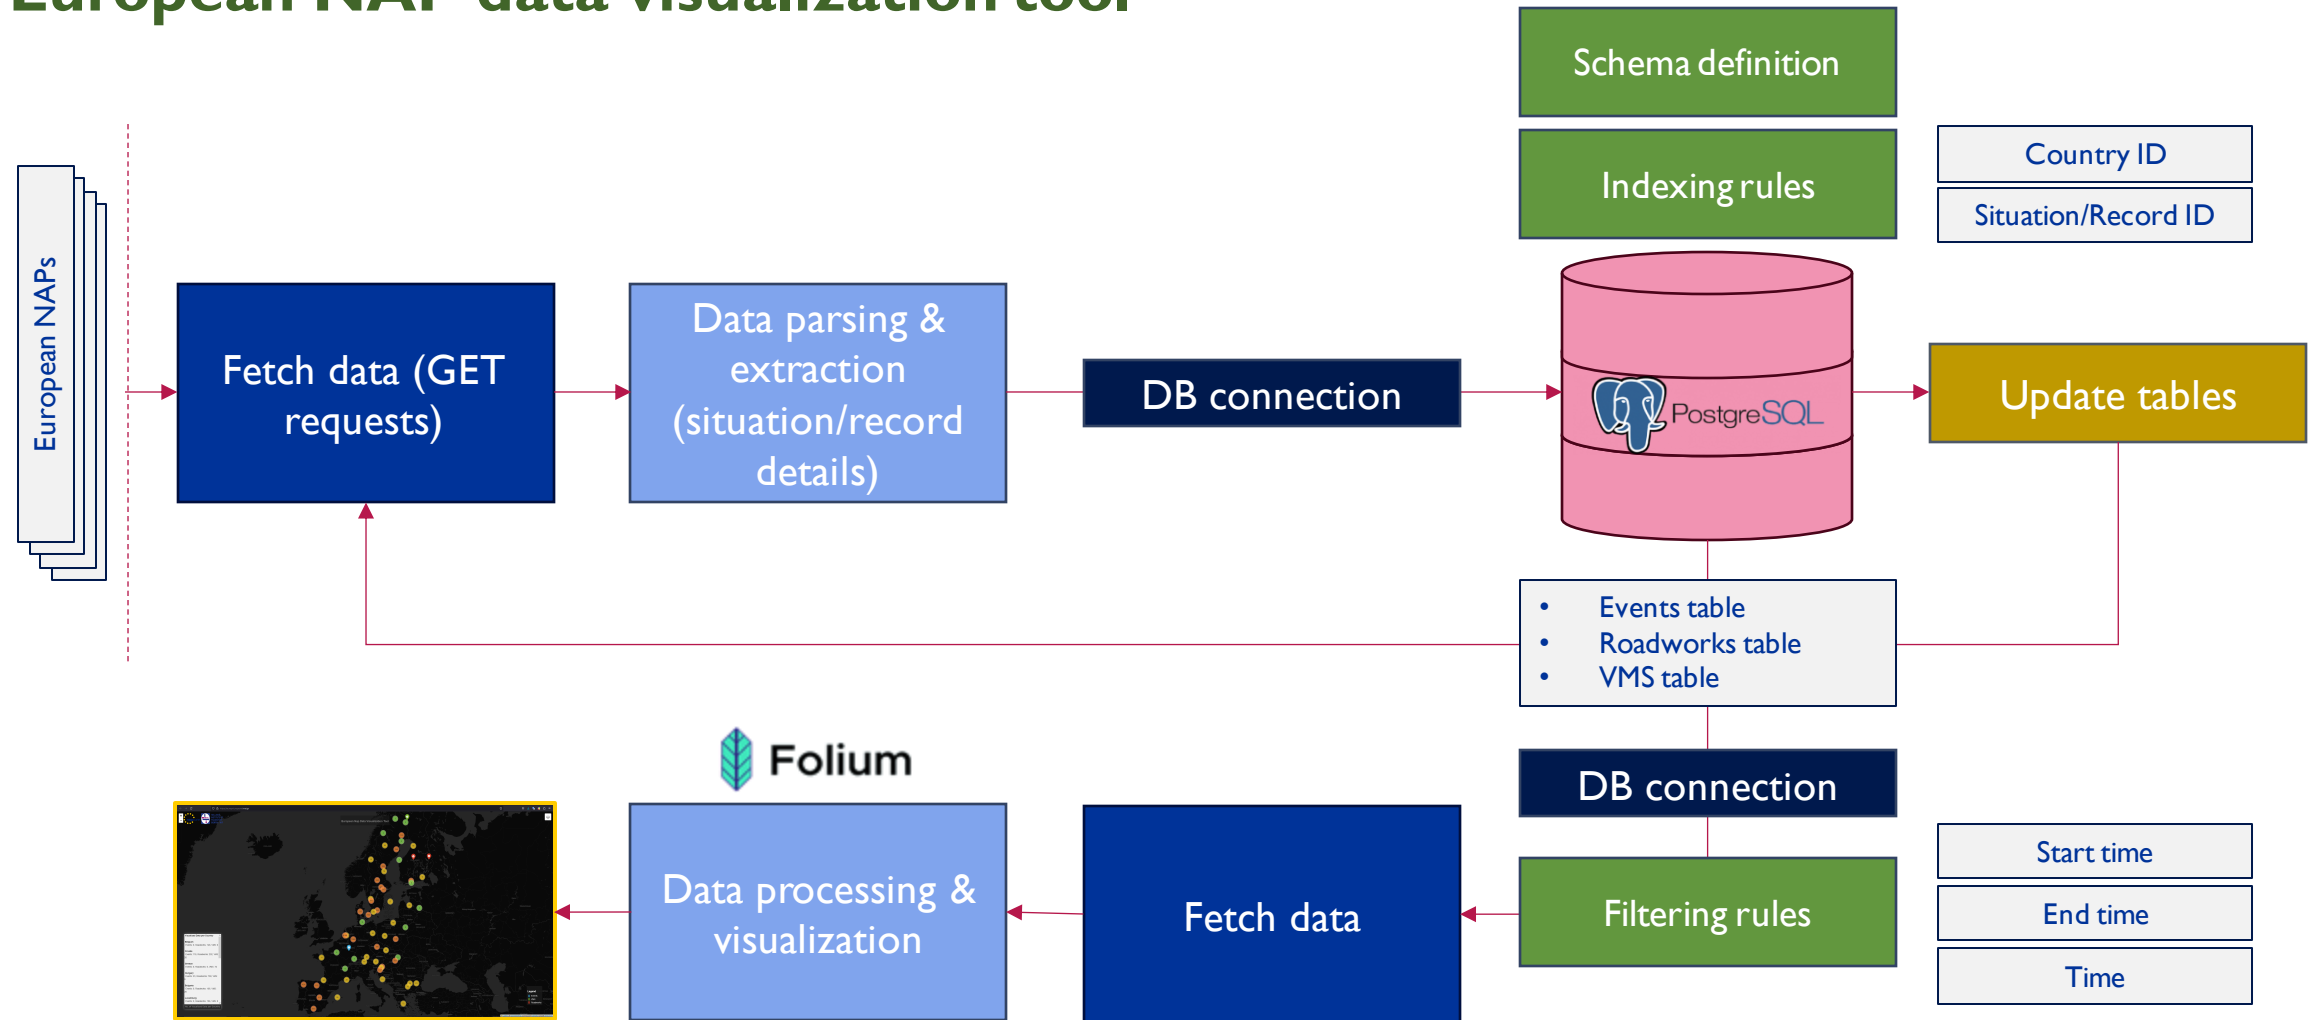 European NAP data visualization tool
Schema definition
Indexing rules
Country ID
Situation/Record ID
European NAPs
Fetch data (GET
requests)
Data parsing &
extraction
(situation/record
details)
DB connection
PostgreSQL
Update tables
• Events table
• Roadworks table
• VMS table
DB connection
Folium
Data processing &
visualization
Fetch data
Filtering rules
Start time
End time
Time